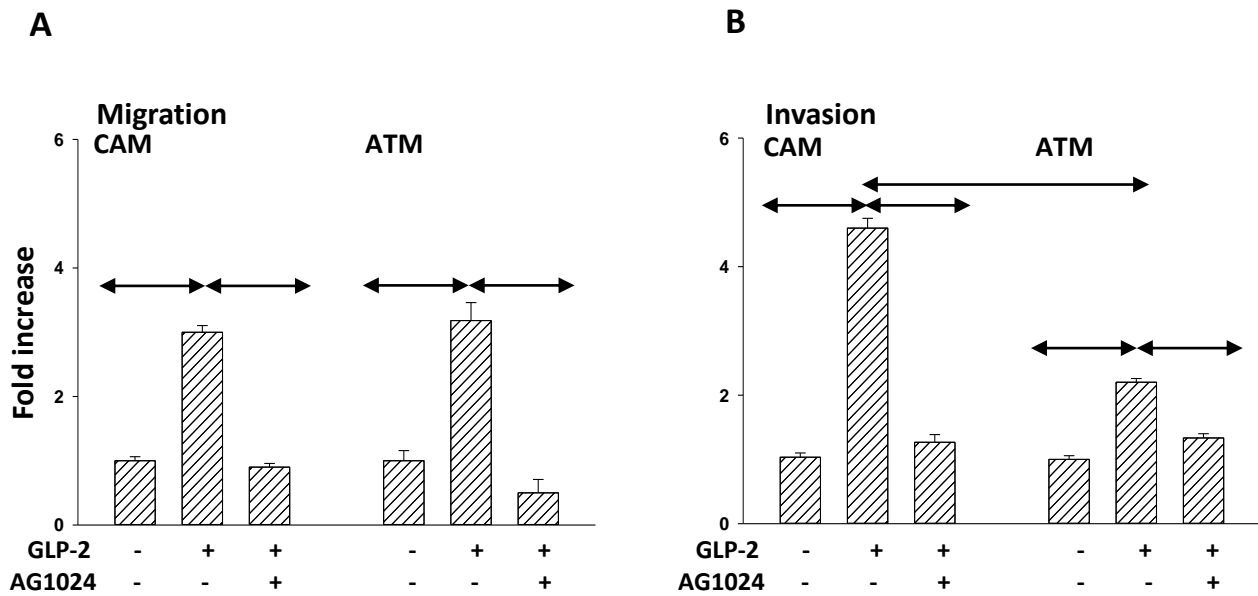 A
Migration
CAM ATM
Fold increase
6
4
2
0
GLP-2 - + + - + +
AG1024 - - + - - +
B
Invasion
CAM ATM
6
4
2
0
GLP-2 - + + - + +
AG1024 - - + - - +